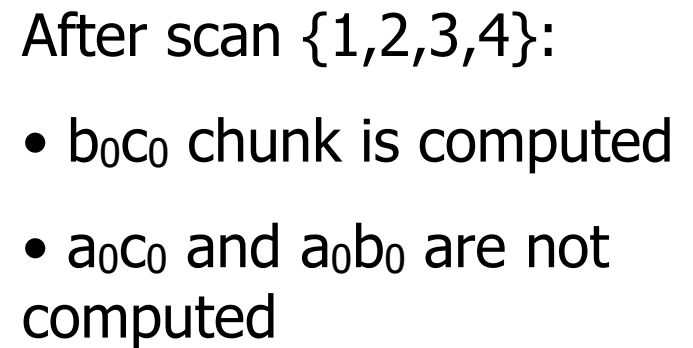 After scan {1,2,3,4}:
• b₀c₀ chunk is computed
• a₀c₀ and a₀b₀ are not
computed